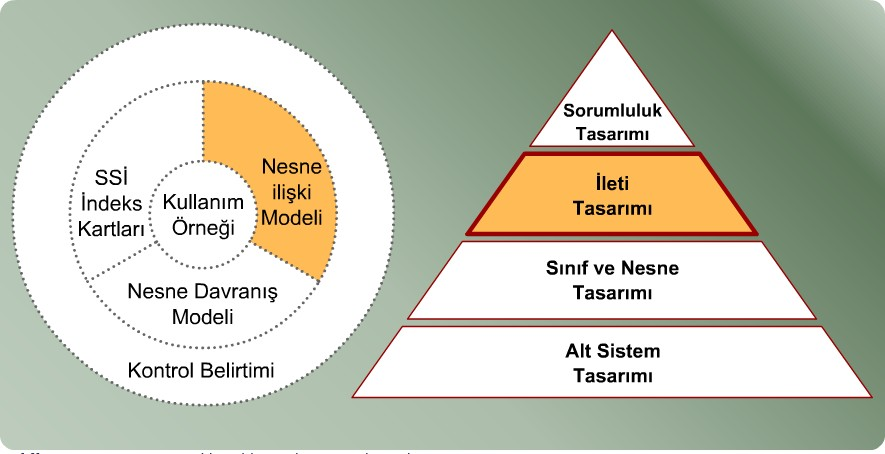 SSİ
İndeks
Kartları
Kullanım
Örneği
Nesne
ilişki
Modeli
Nesne Davranış
Modeli
Kontrol Belirtimi
Sorumluluk
Tasarımı
İleti
Tasarımı
Sınıf ve Nesne
Tasarımı
Alt Sistem
Tasarımı